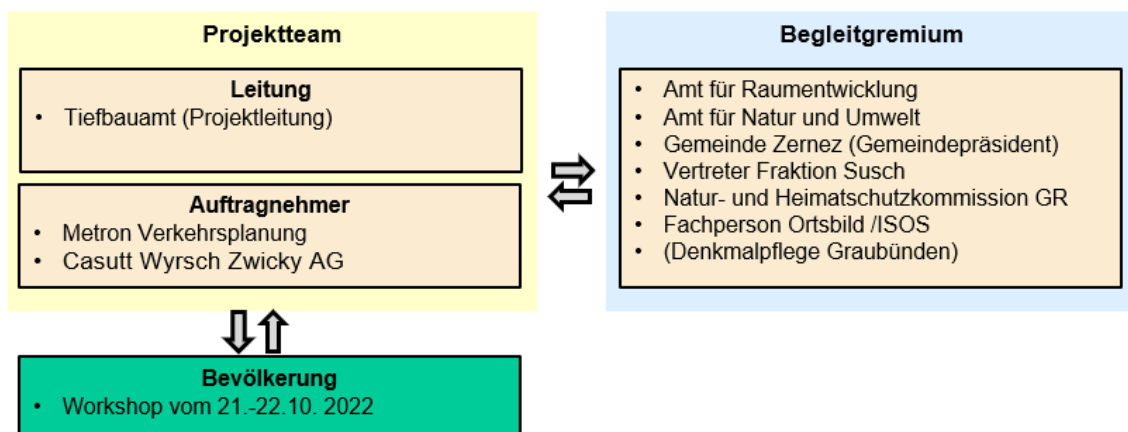 Projektteam
Leitung
• Tiefbauamt (Projektleitung)
Auftragnehmer
• Metron Verkehrsplanung
• Casutt Wyrsch Zwicky AG
Bevölkerung
• Workshop vom 21.-22.10. 2022
Begleitgremium
• Amt für Raumentwicklung
• Amt für Natur und Umwelt
• Gemeinde Zernez (Gemeindepräsident)
• Vertreter Fraktion Susch
• Natur- und Heimatschutzkommission GR
• Fachperson Ortsbild /ISOS
• (Denkmalpflege Graubünden)